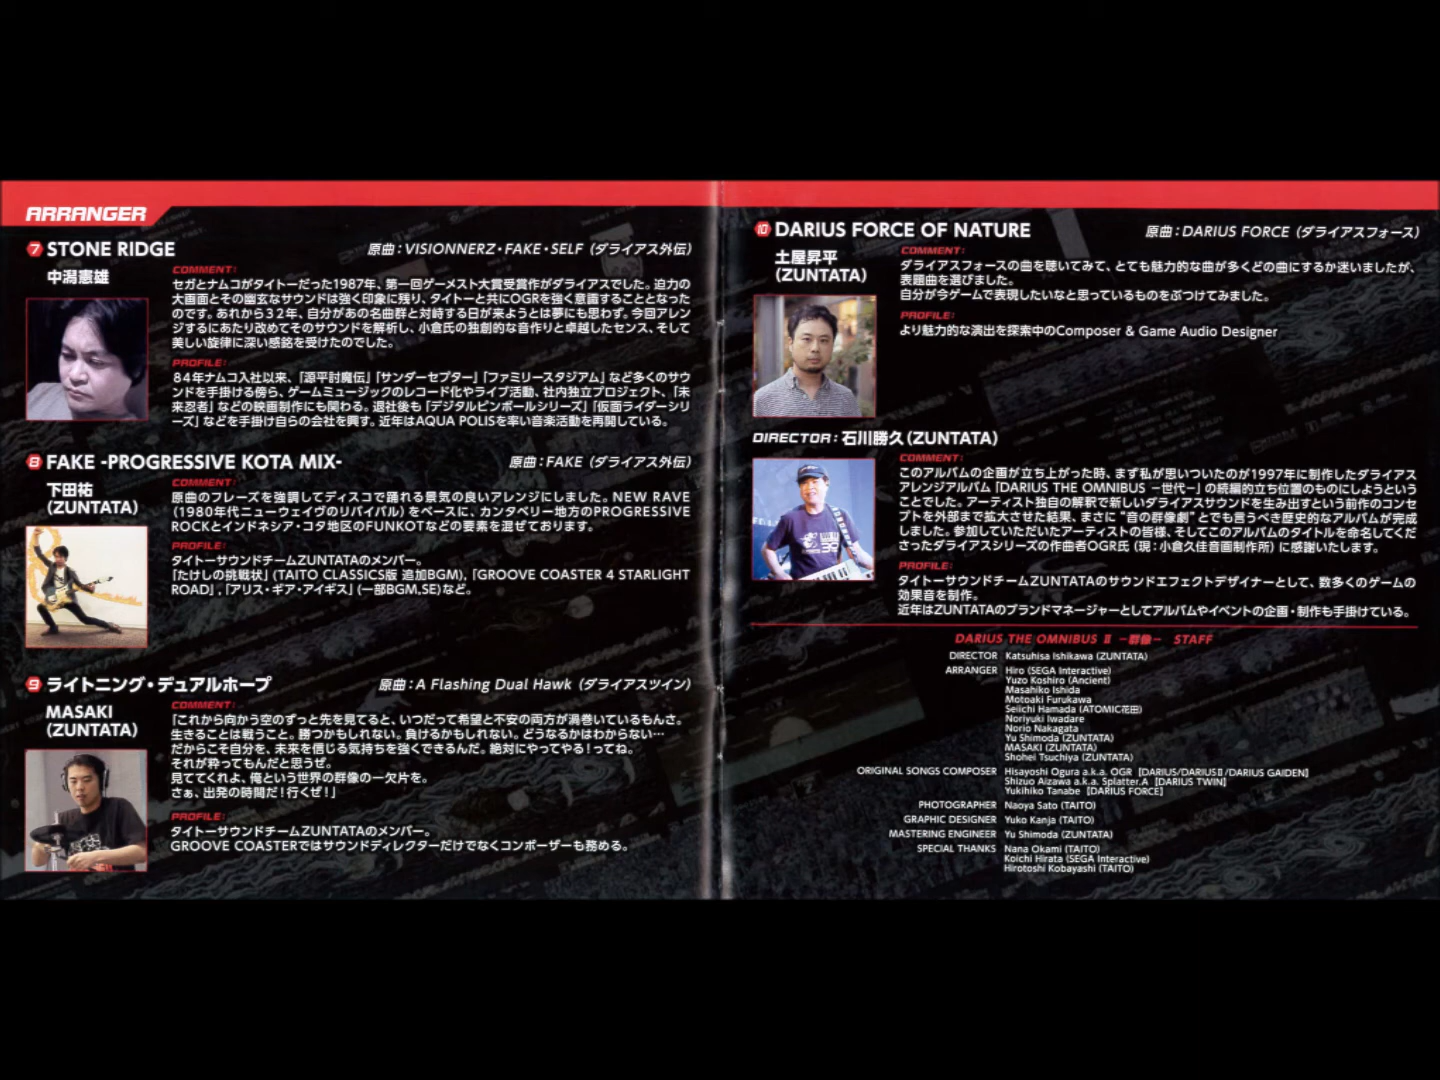 ARRANGER
7 STONE RIDGE
原曲：VISIONNERZ・FAKE・SELF（ダライアス外伝）
中潟憲雄
COMMENT:
セガとナムコがタイトーだった1987年、第一回ゲーメスト大賞受賞作がダライアスでした。迫力の
大画面とその幽玄なサウンドは強く印象に残り、タイトーと共にOGRを強く意識することとなった
のです。あれから３２年、自分があの名曲群と対峙する日が来ようとは夢にも思わず。今回アレン
ジするにあたり改めてそのサウンドを解析し、小倉氏の独創的な音作りと卓越したセンス、そして
美しい旋律に深い感銘を受けたのでした。
PROFILE:
８４年ナムコ入社以来、「源平討魔伝」「サンダーセプター」「ファミリースタジアム」など多くのサウ
ンドを手掛ける傍ら、ゲームミュージックのレコード化やライブ活動、社内独立プロジェクト、「未
来忍者」などの映画制作にも関わる。退社後も「デジタルピンボールシリーズ」「仮面ライダーシリ
ーズ」などを手掛け自らの会社を興す。近年はAQUA POLISを率い音楽活動を再開している。
8 FAKE -PROGRESSIVE KOTA MIX-
原曲：FAKE（ダライアス外伝）
下田祐
（ZUNTATA）
COMMENT:
原曲のフレーズを強調してディスコで踊れる景気の良いアレンジにしました。NEW RAVE
（1980年代ニューウェイヴのリバイバル）をベースに、カンタベリー地方のPROGRESSIVE
ROCKとインドネシア・コタ地区のFUNKOTなどの要素を混ぜております。
PROFILE:
タイトーサウンドチームZUNTATAのメンバー。
「たけしの挑戦状」（TAITO CLASSICS版 追加BGM）, 「GROOVE COASTER 4 STARLIGHT
ROAD」, 「アリス・ギア・アイギス」（一部BGM,SE）など。
9 ライトニング・デュアルホープ
原曲：A Flashing Dual Hawk（ダライアスツイン）
MASAKI
（ZUNTATA）
COMMENT:
「これから向かう空のずっと先を見てると、いつだって希望と不安の両方が渦巻いているもんさ。
生きることは戦うこと。勝つかもしれない。負けるかもしれない。どうなるかはわからない…
だからこそ自分を、未来を信じる気持ちを強くできるんだ。絶対にやってやる！ってね。
それが粋ってもんだと思うぜ。
見ててくれよ、俺という世界の群像の一欠片を。
さぁ、出発の時間だ！行くぜ！」
PROFILE:
タイトーサウンドチームZUNTATAのメンバー。
GROOVE COASTERではサウンドディレクターだけでなくコンポーザーも務める。
10 DARIUS FORCE OF NATURE
原曲：DARIUS FORCE（ダライアスフォース）
土屋昇平
（ZUNTATA）
COMMENT:
ダライアスフォースの曲を聴いてみて、とても魅力的な曲が多くどの曲にするか迷いましたが、
表題曲を選びました。
自分が今ゲームで表現したいなと思っているものをぶつけてみました。
PROFILE:
より魅力的な演出を探索中のComposer & Game Audio Designer
DIRECTOR：石川勝久（ZUNTATA）
COMMENT:
このアルバムの企画が立ち上がった時、まず私が思いついたのが1997年に制作したダライアス
アレンジアルバム「DARIUS THE OMNIBUS －世代－」の続編的立ち位置のものにしようという
ことでした。アーティスト独自の解釈で新しいダライアスサウンドを生み出すという前作のコンセ
プトを外部まで拡大させた結果、まさに“音の群像劇”とでも言うべき歴史的なアルバムが完成
しました。参加していただいたアーティストの皆様、そしてこのアルバムのタイトルを命名してくだ
さったダライアスシリーズの作曲者OGR氏（現：小倉久佳音画制作所）に感謝いたします。
PROFILE:
タイトーサウンドチームZUNTATAのサウンドエフェクトデザイナーとして、数多くのゲームの
効果音を制作。
近年はZUNTATAのブランドマネージャーとしてアルバムやイベントの企画・制作も手掛けている。
DARIUS THE OMNIBUS Ⅱ －群像－ STAFF
DIRECTOR Katsuhisa Ishikawa (ZUNTATA)
ARRANGER Hiro (SEGA Interactive)
Yuzo Koshiro (Ancient)
Masahiko Ishida
Motoaki Furukawa
Seiichi Hamada (ATOMIC花田)
Noriyuki Iwadare
Norio Nakagata
Yu Shimoda (ZUNTATA)
MASAKI (ZUNTATA)
Shohei Tsuchiya (ZUNTATA)
ORIGINAL SONGS COMPOSER Hisayoshi Ogura a.k.a. OGR【DARIUS/DARIUSⅡ/DARIUS GAIDEN】
Shizuo Aizawa a.k.a. Splatter.A【DARIUS TWIN】
Yukihiko Tanabe【DARIUS FORCE】
PHOTOGRAPHER Naoya Sato (TAITO)
GRAPHIC DESIGNER Yuko Kanja (TAITO)
MASTERING ENGINEER Yu Shimoda (ZUNTATA)
SPECIAL THANKS Nana Okami (TAITO)
Koichi Hirata (SEGA Interactive)
Hirotoshi Kobayashi (TAITO)